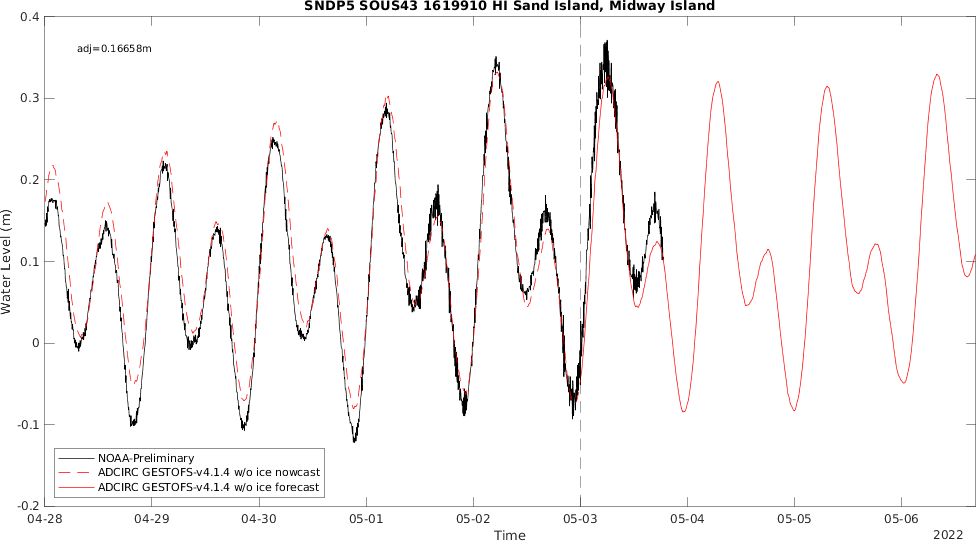 SNDP5 SOUS43 1619910 HI Sand Island, Midway Island
adj=0.16658m
Water Level (m)
0.4
0.3
0.2
0.1
0
-0.1
-0.2
NOAA-Preliminary
ADCIRC GESTOFS-v4.1.4 w/o ice nowcast
ADCIRC GESTOFS-v4.1.4 w/o ice forecast
04-28 04-29 04-30 05-01 05-02 05-03 05-04 05-05 05-06
Time
2022